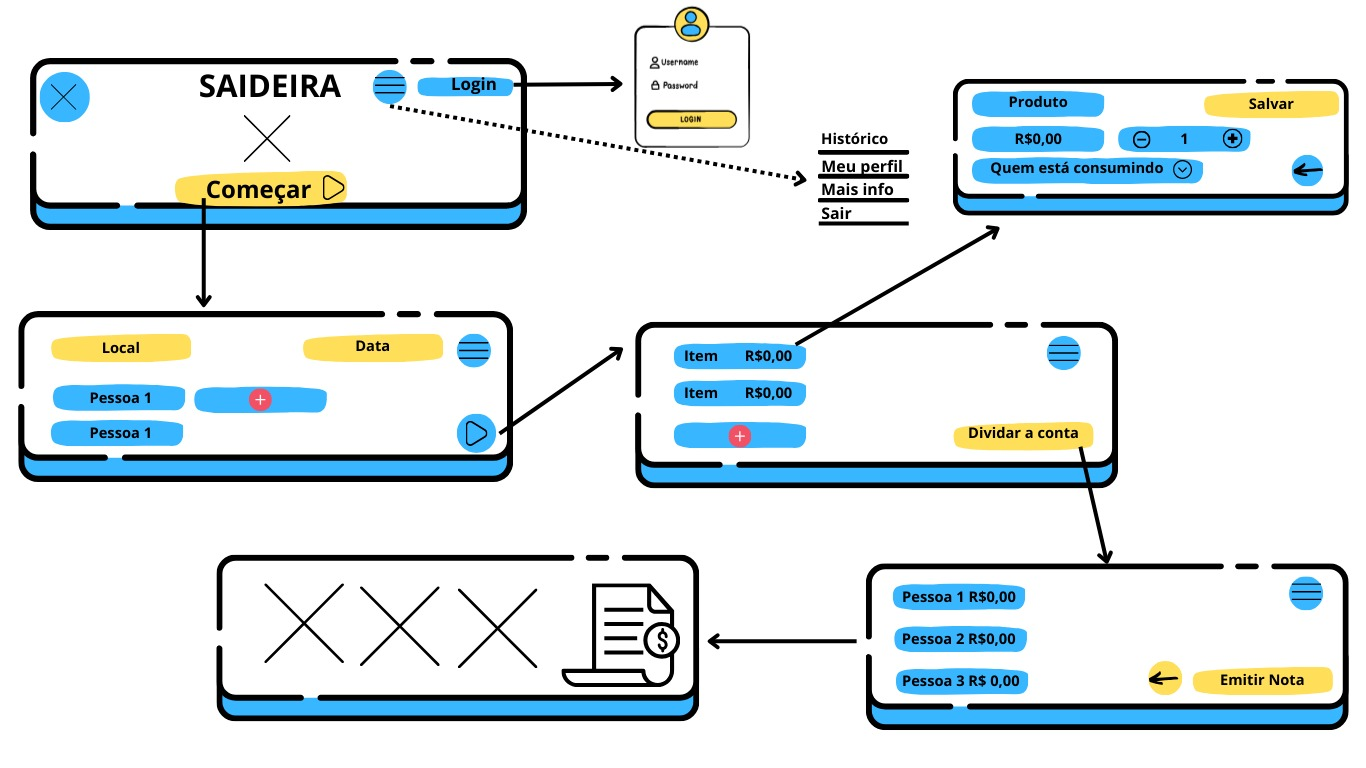 SAIDEIRA
Login
Começar
Username
Password
LOGIN
Histórico
Meu perfil
Mais info
Sair
Produto
Salvar
R$0,00
1
Quem está consumindo
Local
Data
Pessoa 1
Pessoa 1
Item R$0,00
Item R$0,00
Dividar a conta
Pessoa 1 R$0,00
Pessoa 2 R$0,00
Pessoa 3 R$ 0,00
Emitir Nota
$